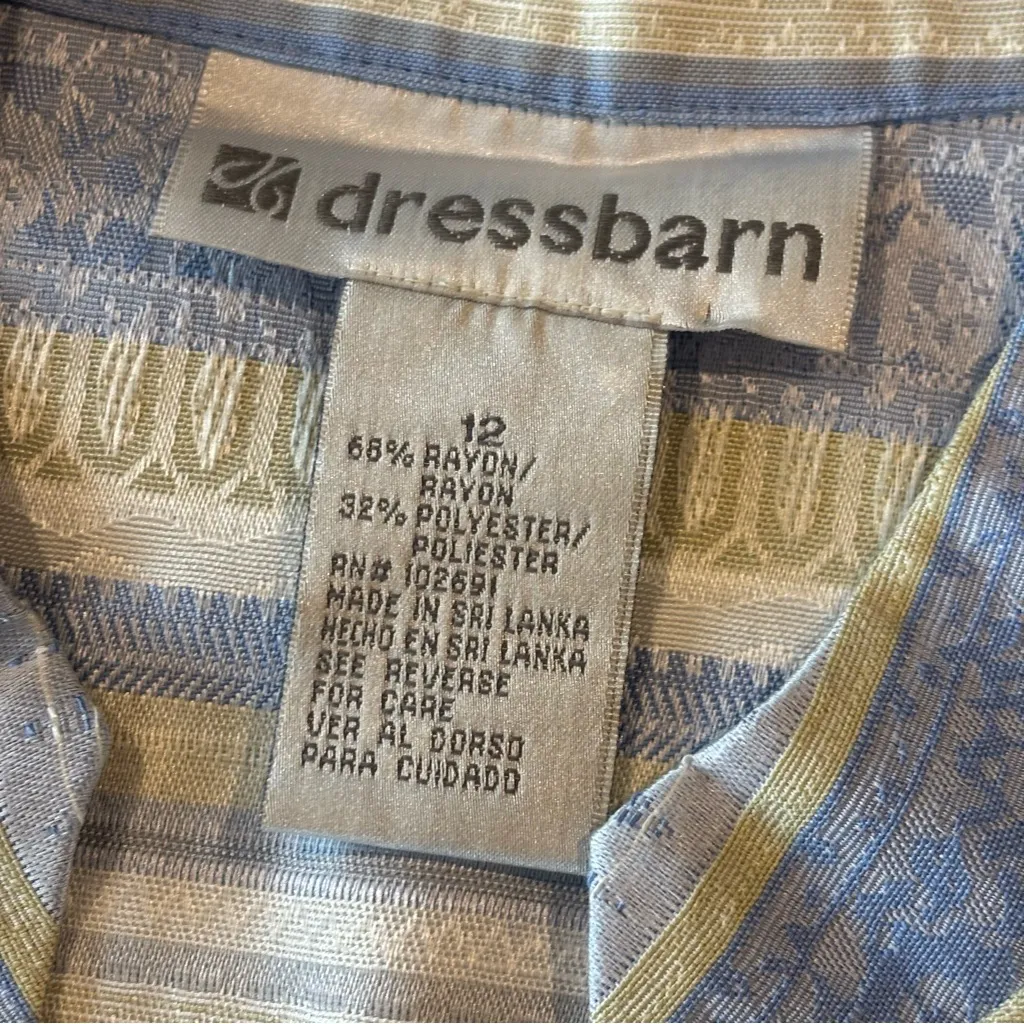 dressbarn
12
68% RAYON/
RAYON
32% POLYESTER/
POLIESTER
RN# 102691
MADE IN SRI LANKA
HECHO EN SRI LANKA
SEE REVERSE
FOR CARE
VER AL DORSO
PARA CUIDADO